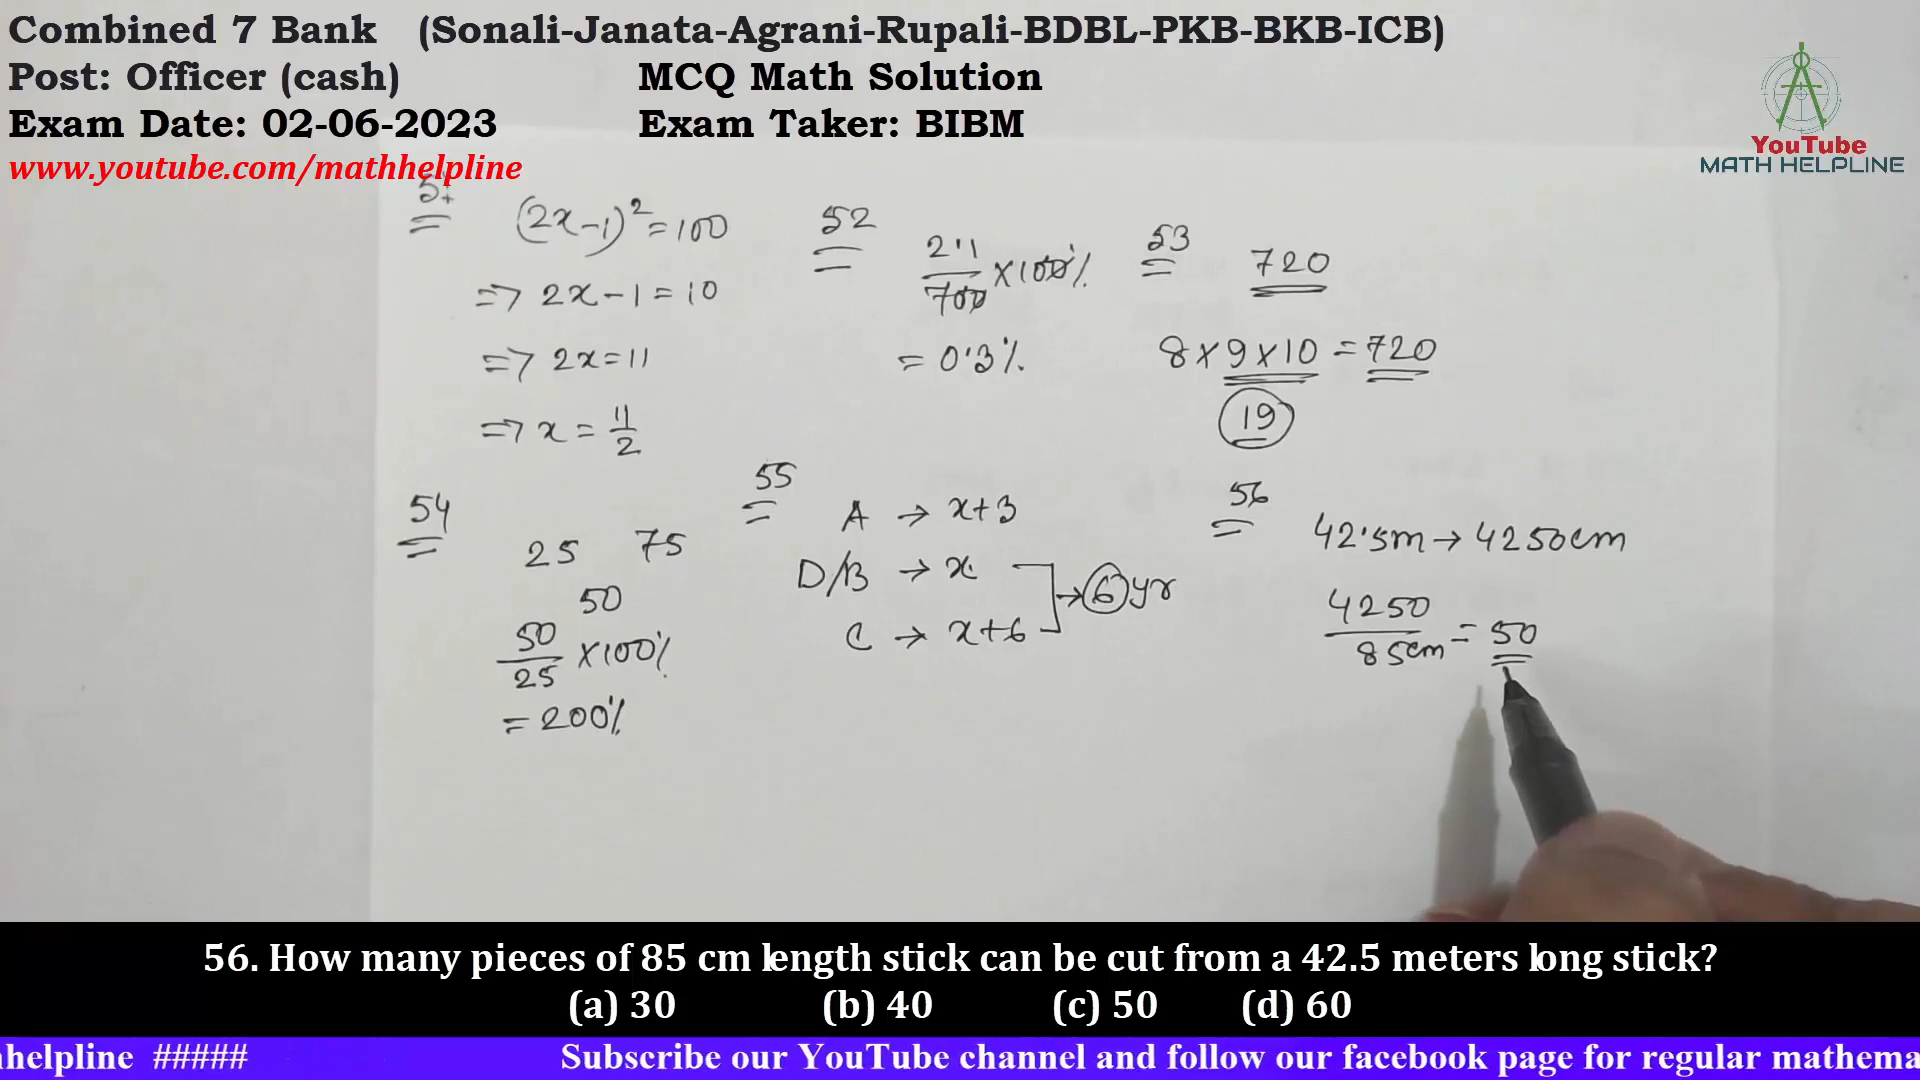 Combined 7 Bank (Sonali-Janata-Agrani-Rupali-BDBL-PKB-BKB-ICB)
Post: Officer (cash) MCQ Math Solution
Exam Date: 02-06-2023 Exam Taker: BIBM
www.youtube.com/mathhelpline
YouTube
MATH HELPLINE
(2x-1)² = 100
=> 2x-1 = 10
=> 2x = 11
=> x = 11/2
52
2.1/700 × 100%
= 0.3%
53
720
8 × 9 × 10 = 720
19
54
25 75
50
50/25 × 100%
= 200%
55
A → x+3
D/B → x
C → x+6
→ 6 yr
56
42.5m → 4250cm
4250/85cm = 50
56. How many pieces of 85 cm length stick can be cut from a 42.5 meters long stick?
(a) 30 (b) 40 (c) 50 (d) 60
helpline ##### Subscribe our YouTube channel and follow our facebook page for regular mathema